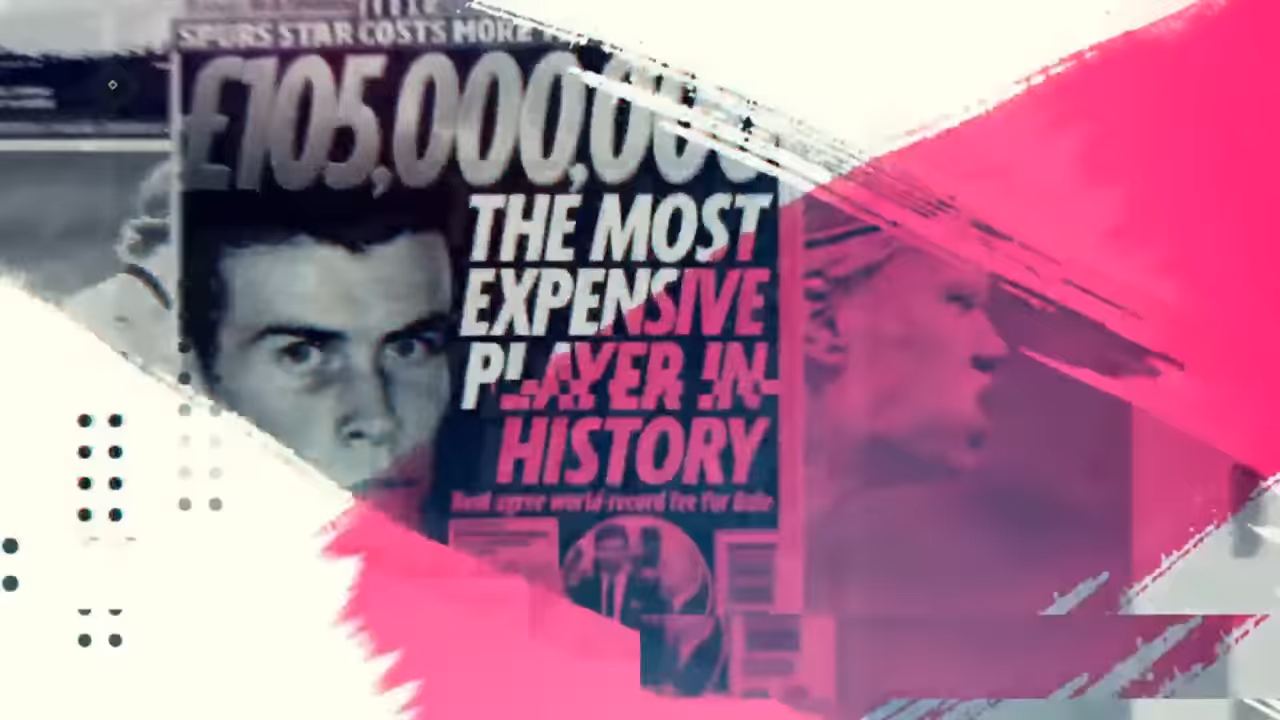 SPURS STAR COSTS MORE
£105,000,000
THE MOST
EXPENSIVE
PLAYER IN
HISTORY
Real agree world-record fee for Bale